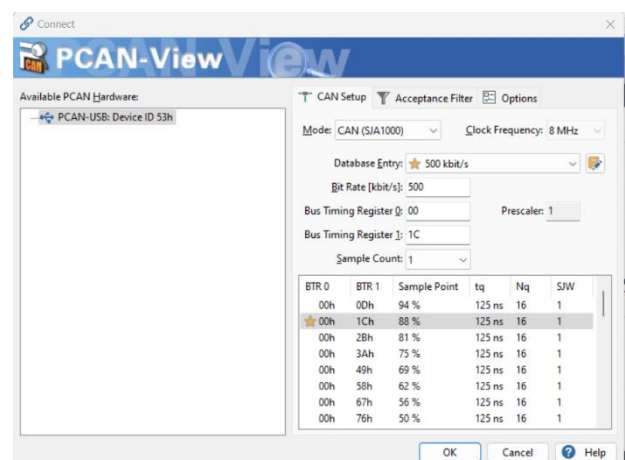 Connect
PCAN-View
Available PCAN Hardware:
PCAN-USB: Device ID 53h
CAN Setup Acceptance Filter Options
Mode: CAN (SJA1000) Clock Frequency: 8 MHz
Database Entry: 500 kbit/s
Bit Rate [kbit/s]: 500
Bus Timing Register 0: 00 Prescaler: 1
Bus Timing Register 1: 1C
Sample Count: 1
BTR 0 BTR 1 Sample Point tq Nq SJW
00h 0Dh 94 % 125 ns 16 1
00h 1Ch 88 % 125 ns 16 1
00h 2Bh 81 % 125 ns 16 1
00h 3Ah 75 % 125 ns 16 1
00h 49h 69 % 125 ns 16 1
00h 58h 62 % 125 ns 16 1
00h 67h 56 % 125 ns 16 1
00h 76h 50 % 125 ns 16 1
OK Cancel Help